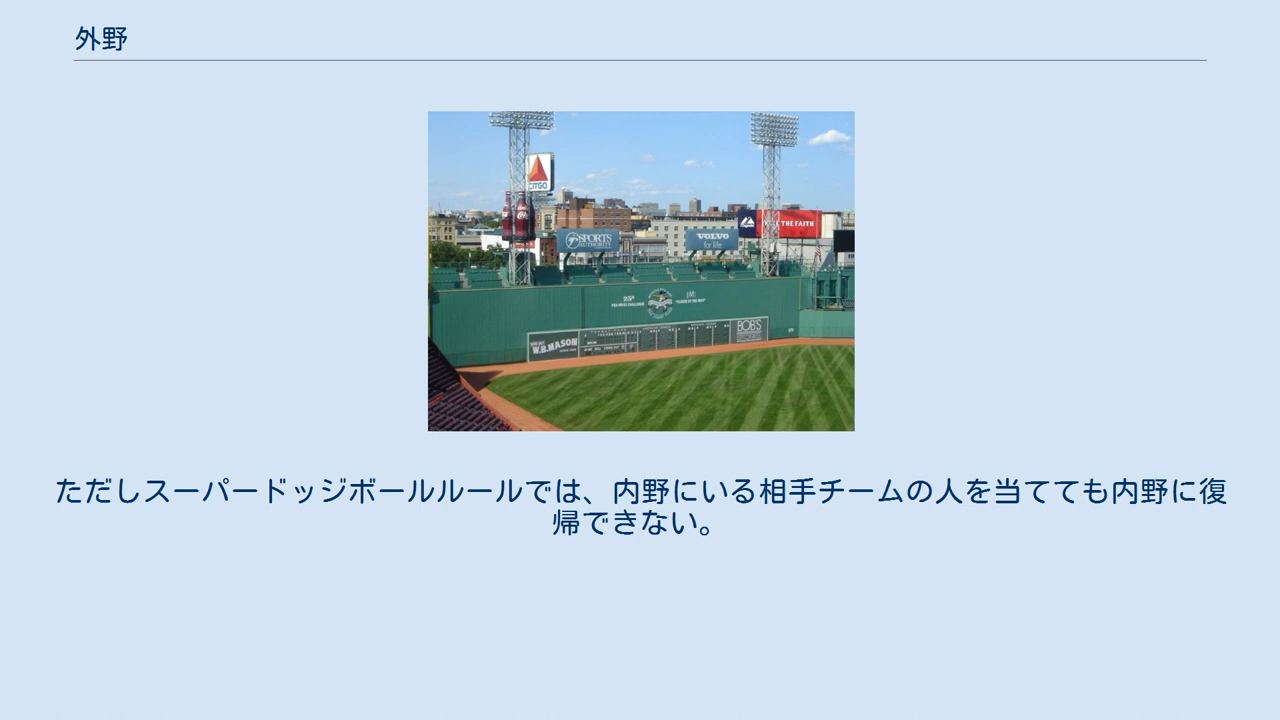 外野
CITGO
SPORTS
AUTHORITY
VOLVO
for life
THE FAITH
W.B.MASON
BOB'S
ただしスーパードッジボールルールでは、内野にいる相手チームの人を当てても内野に復
帰できない。